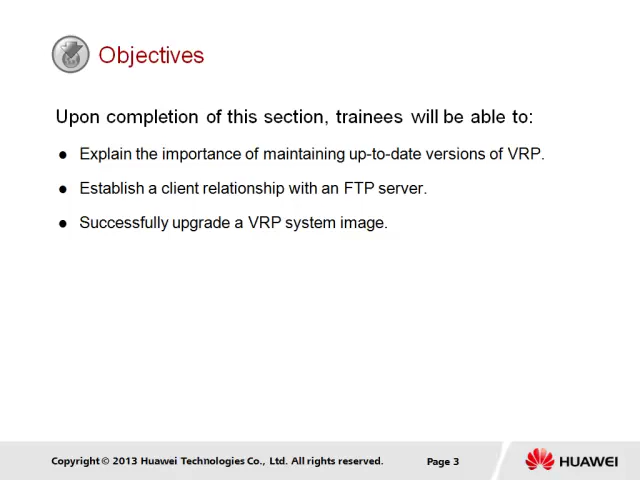 Objectives
Upon completion of this section, trainees will be able to:
● Explain the importance of maintaining up-to-date versions of VRP.
● Establish a client relationship with an FTP server.
● Successfully upgrade a VRP system image.
Copyright © 2013 Huawei Technologies Co., Ltd. All rights reserved.
Page 3
HUAWEI